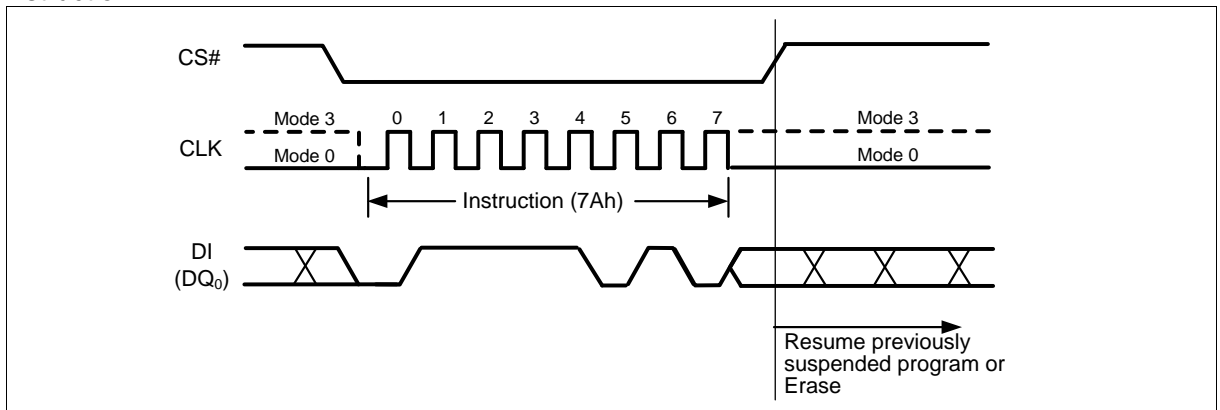 CS#
Mode 3 0 1 2 3 4 5 6 7 Mode 3
CLK
Mode 0 Mode 0
Instruction (7Ah)
DI
(DQ₀)
Resume previously
suspended program or
Erase